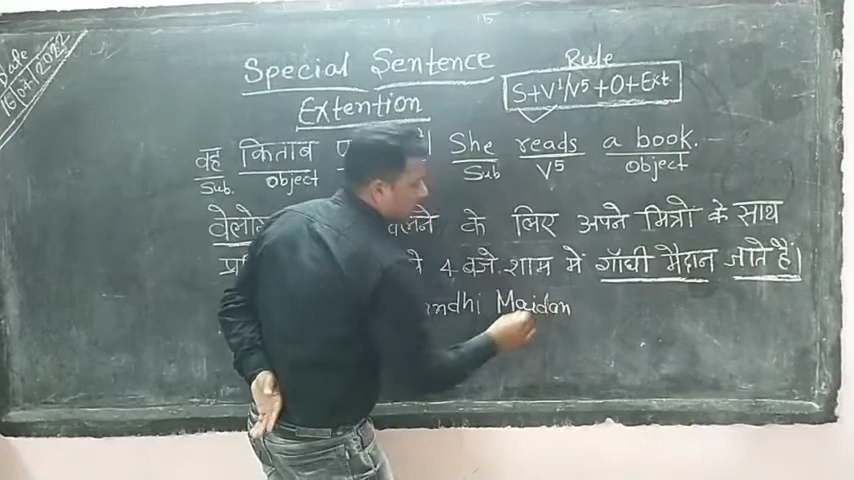 Date
16/07/2022
Special Sentence
Extention
Rule
S+V¹/V⁵+O+Ext
वह किताब She reads a book.
Sub. object Sub V⁵ object
के लिए अपने मित्रो के साथ
4 बजे शाम में गाँधी मैदान जाते हैं।
Maidan